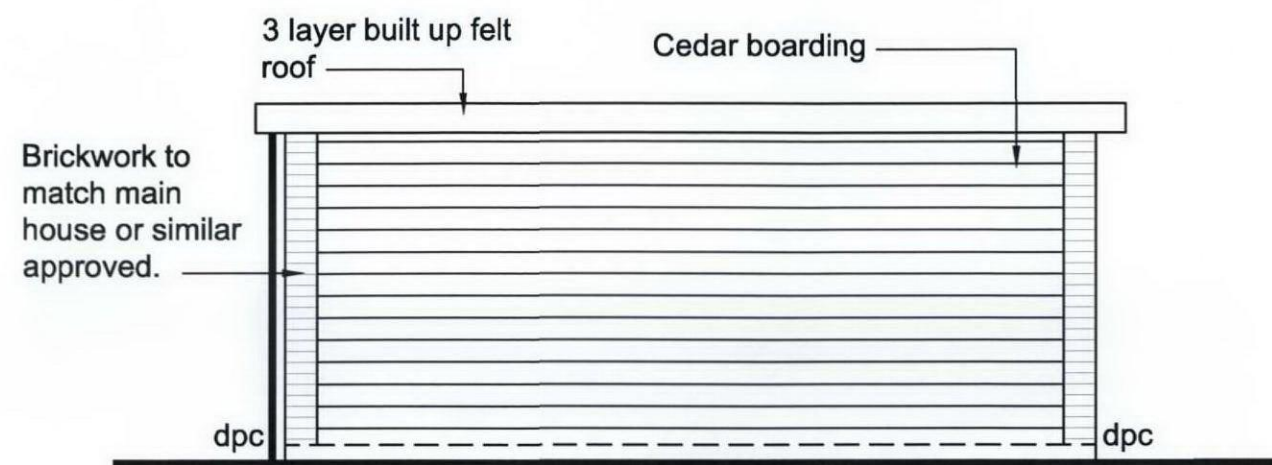 3 layer built up felt
roof
Cedar boarding
Brickwork to
match main
house or similar
approved.
dpc
dpc